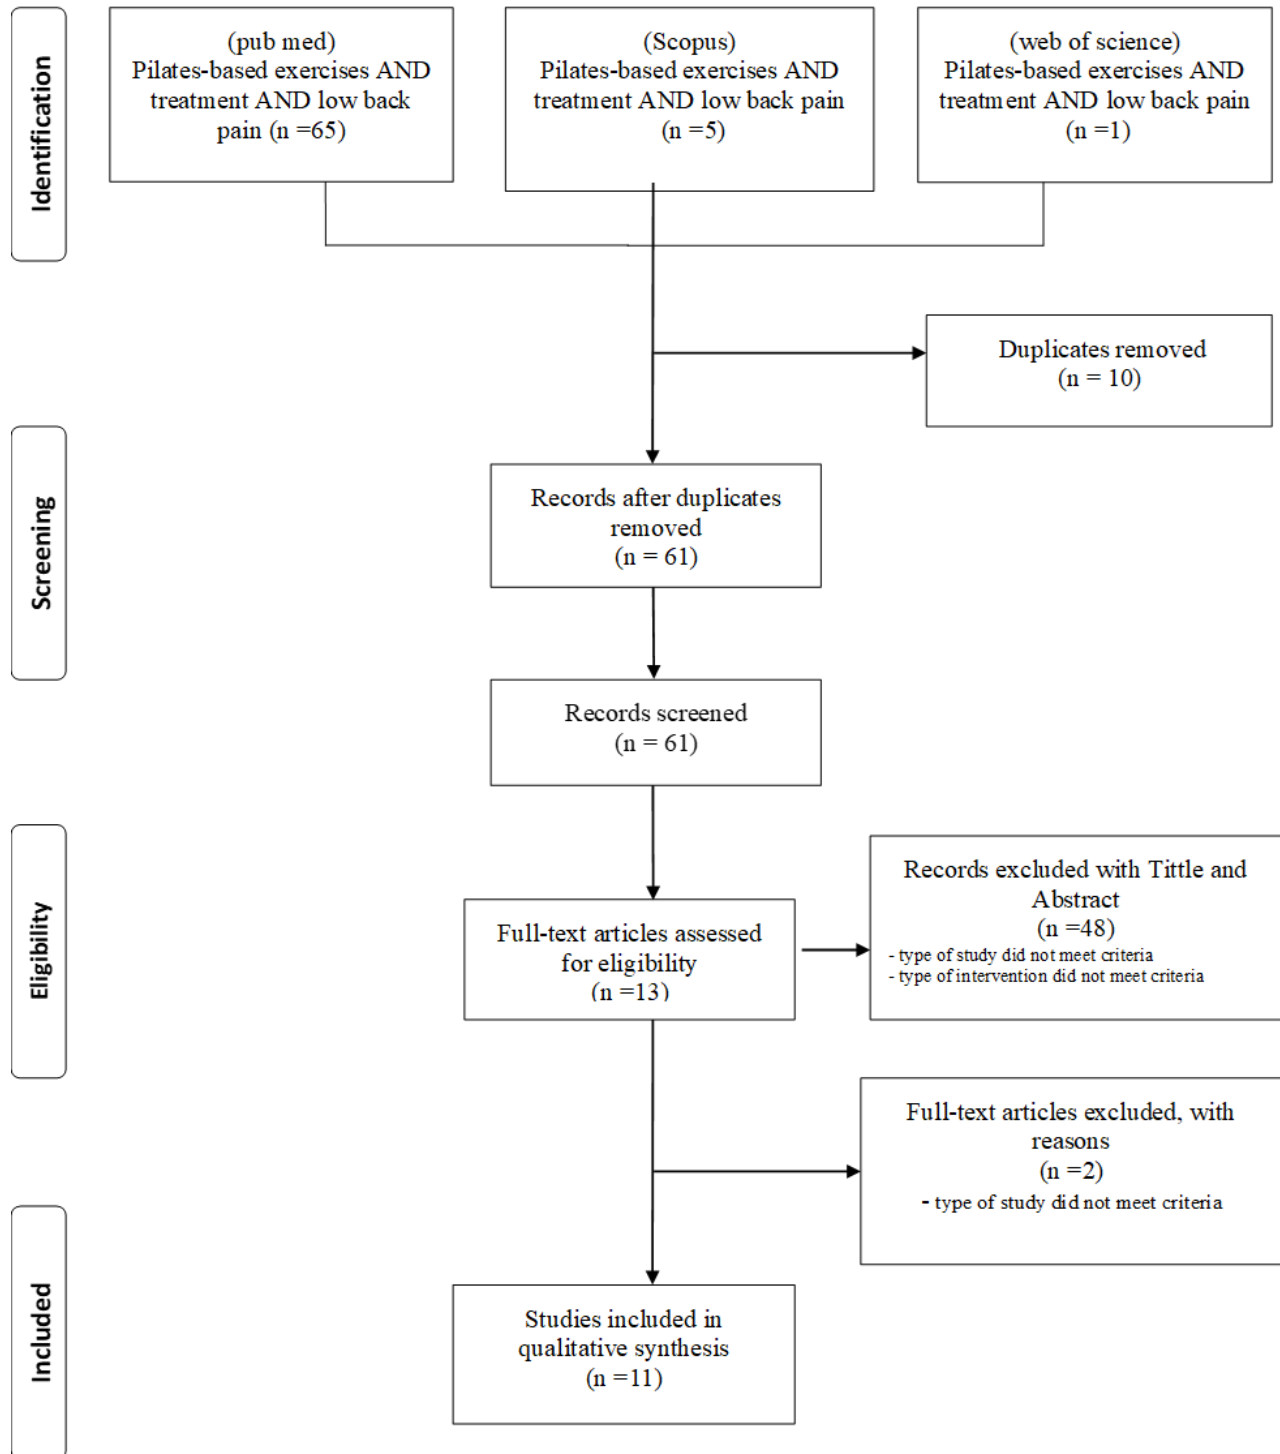 Identification
(pub med)
Pilates-based exercises AND
treatment AND low back
pain (n =65)
(Scopus)
Pilates-based exercises AND
treatment AND low back pain
(n =5)
(web of science)
Pilates-based exercises AND
treatment AND low back pain
(n =1)
Duplicates removed
(n = 10)
Screening
Records after duplicates
removed
(n = 61)
Records screened
(n = 61)
Eligibility
Full-text articles assessed
for eligibility
(n =13)
Records excluded with Tittle and
Abstract
(n =48)
- type of study did not meet criteria
- type of intervention did not meet criteria
Full-text articles excluded, with
reasons
(n =2)
- type of study did not meet criteria
Included
Studies included in
qualitative synthesis
(n =11)